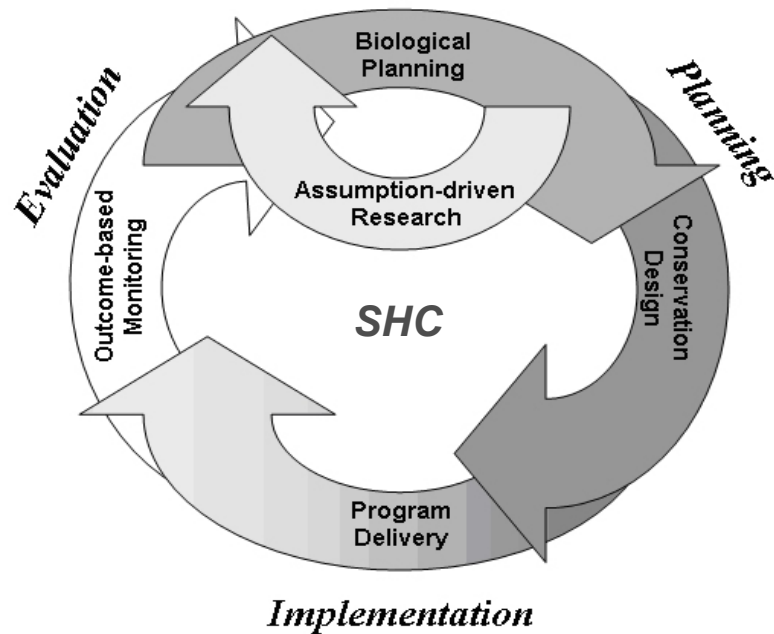 Biological
Planning
Evaluation
Planning
Assumption-driven
Research
Outcome-based
Monitoring
Conservation
Design
SHC
Program
Delivery
Implementation